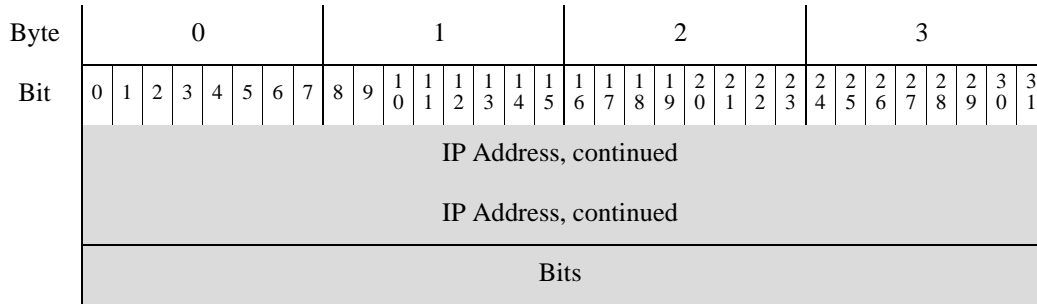 Byte 0 1 2 3
Bit 0 1 2 3 4 5 6 7 8 9 10 11 12 13 14 15 16 17 18 19 20 21 22 23 24 25 26 27 28 29 30 31
IP Address, continued
IP Address, continued
Bits